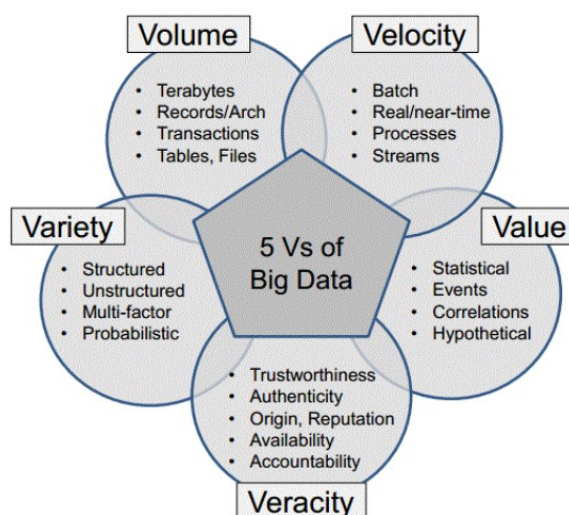 Volume
• Terabytes
• Records/Arch
• Transactions
• Tables, Files
Velocity
• Batch
• Real/near-time
• Processes
• Streams
Variety
• Structured
• Unstructured
• Multi-factor
• Probabilistic
5 Vs of
Big Data
Value
• Statistical
• Events
• Correlations
• Hypothetical
• Trustworthiness
• Authenticity
• Origin, Reputation
• Availability
• Accountability
Veracity